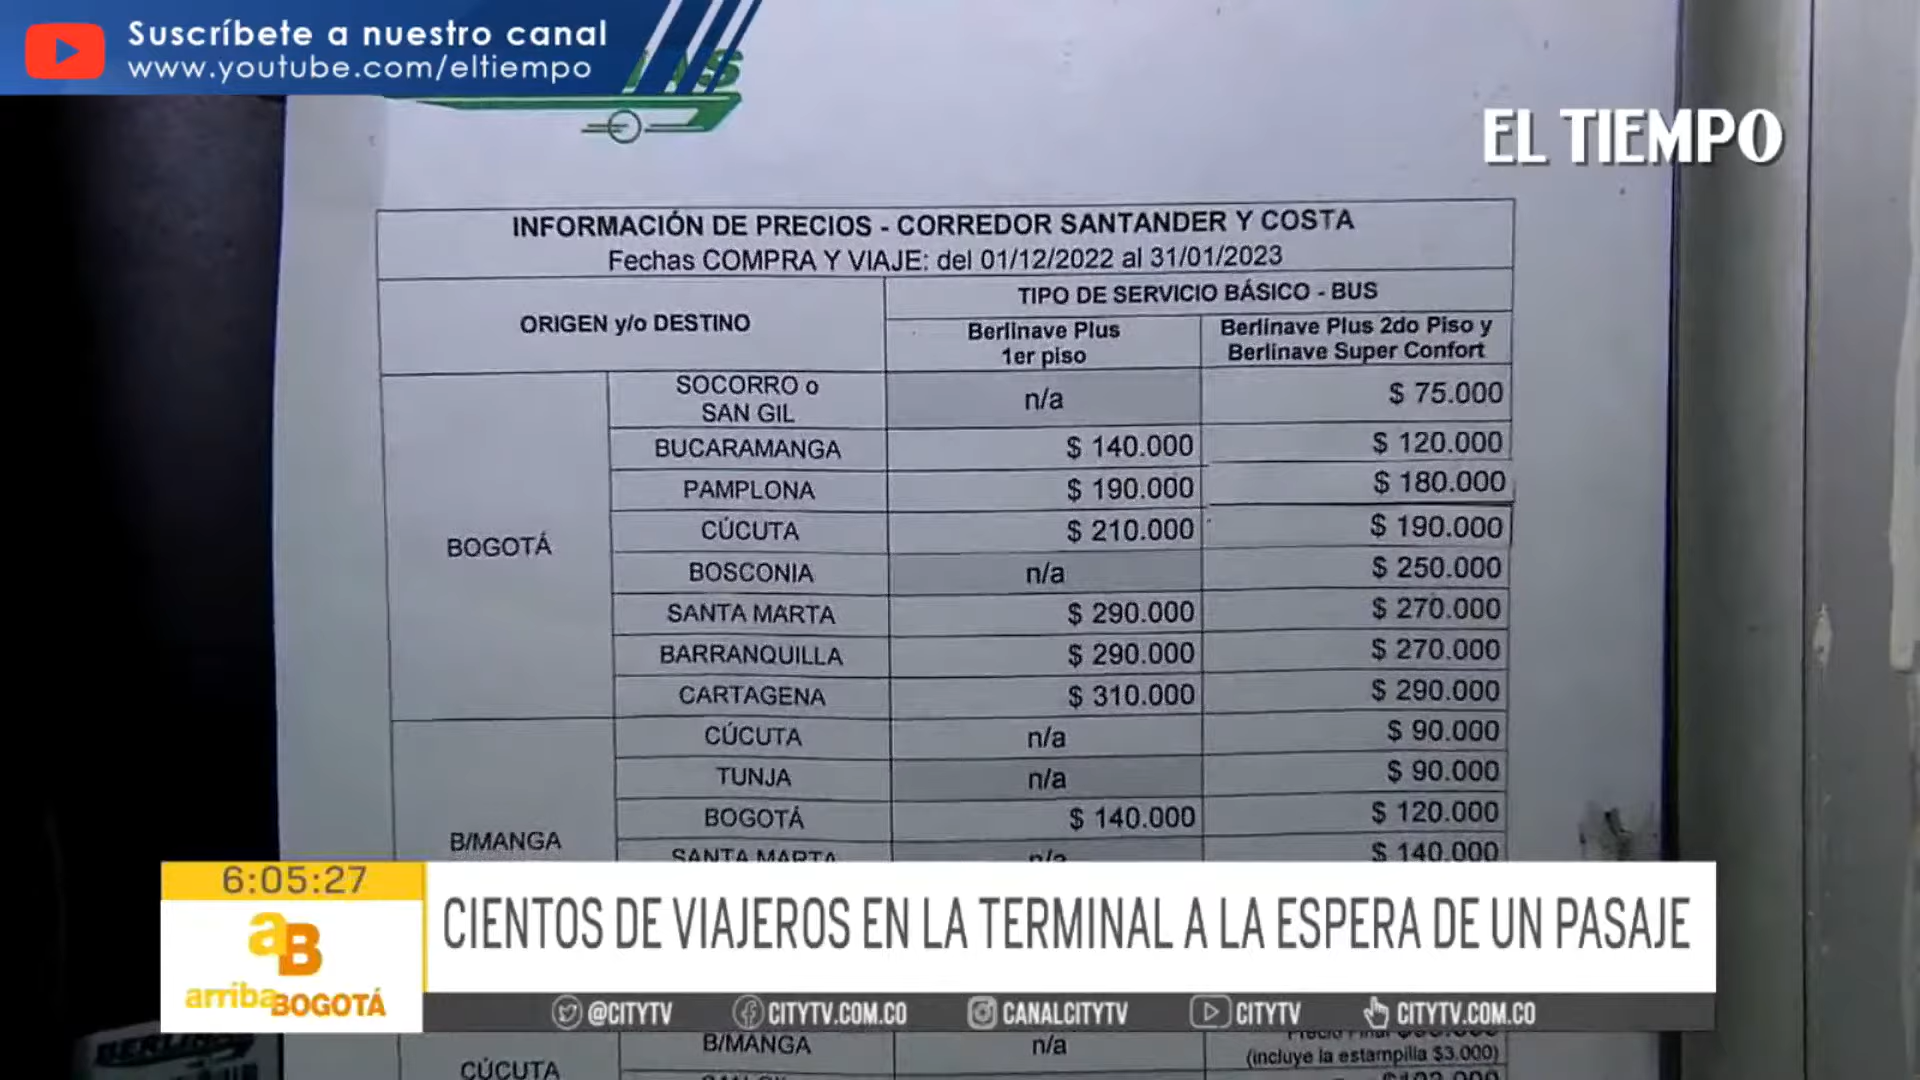 Suscríbete a nuestro canal
www.youtube.com/eltiempo
EL TIEMPO
INFORMACIÓN DE PRECIOS - CORREDOR SANTANDER Y COSTA
Fechas COMPRA Y VIAJE: del 01/12/2022 al 31/01/2023
ORIGEN y/o DESTINO
TIPO DE SERVICIO BÁSICO - BUS
Berlinave Plus
1er piso
Berlinave Plus 2do Piso y
Berlinave Super Confort
BOGOTÁ
SOCORRO o
SAN GIL
n/a
$ 75.000
BUCARAMANGA $ 140.000 $ 120.000
PAMPLONA $ 190.000 $ 180.000
CÚCUTA $ 210.000 $ 190.000
BOSCONIA n/a $ 250.000
SANTA MARTA $ 290.000 $ 270.000
BARRANQUILLA $ 290.000 $ 270.000
CARTAGENA $ 310.000 $ 290.000
B/MANGA
CÚCUTA n/a $ 90.000
TUNJA n/a $ 90.000
BOGOTÁ $ 140.000 $ 120.000
SANTA MARTA n/a $ 140.000
6:05:27
aB
arriba BOGOTÁ
CIENTOS DE VIAJEROS EN LA TERMINAL A LA ESPERA DE UN PASAJE
@CITYTV CITYTV.COM.CO CANALCITYTV CITYTV CITYTV.COM.CO
CÚCUTA
B/MANGA n/a
(incluye la estampilla $3.000)